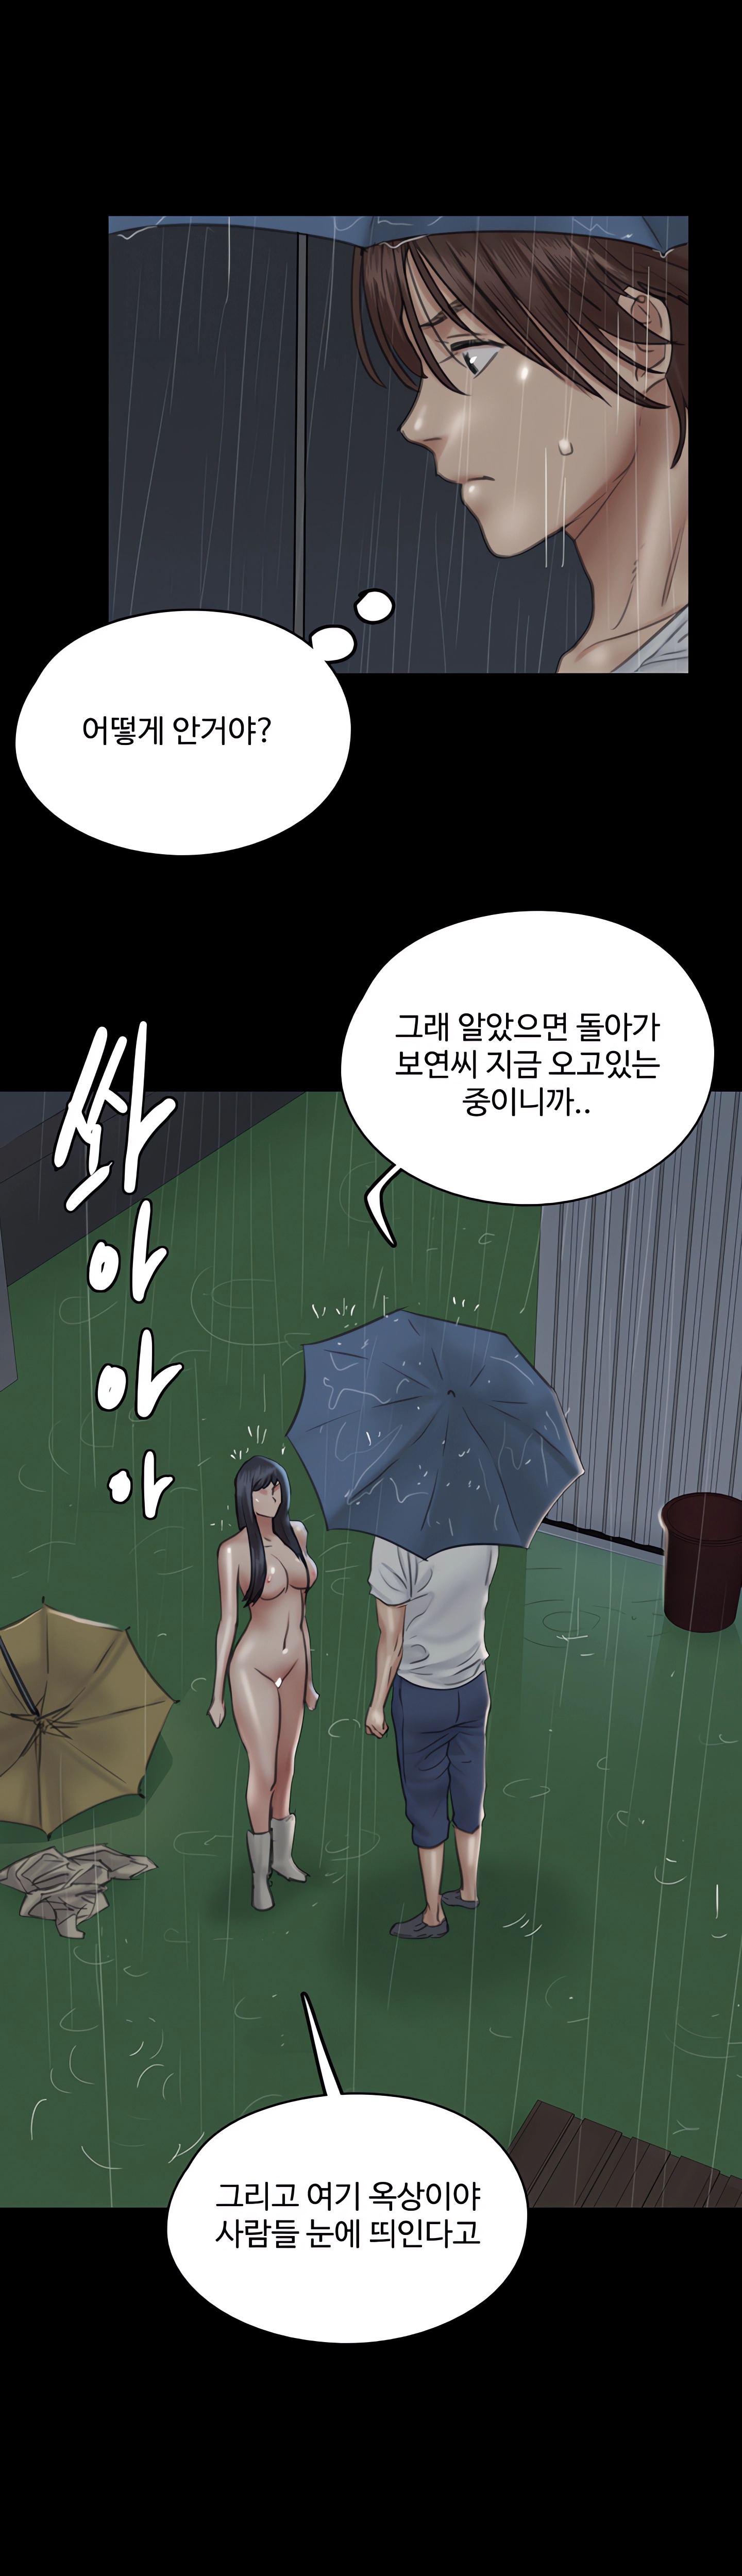 어떻게 안거야?
그래 알았으면 돌아가
보연씨 지금 오고있는
중이니까..
쏴
아
아
아
그리고 여기 옥상이야
사람들 눈에 띄인다고